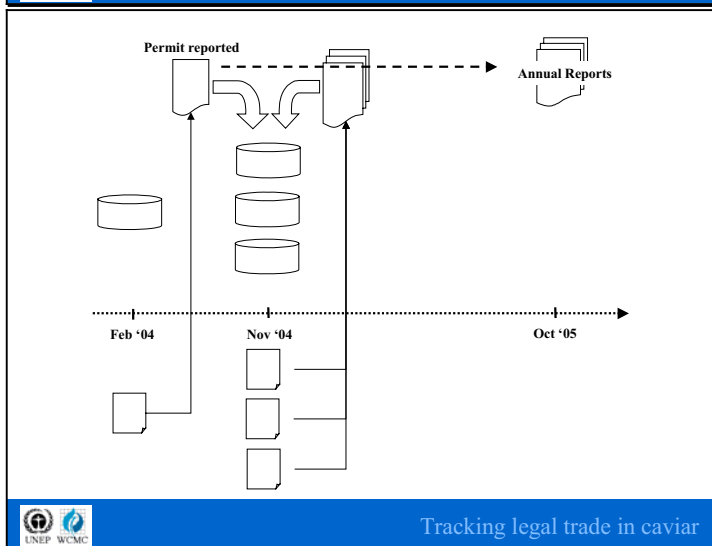 Permit reported
Annual Reports
Feb ‘04
Nov ‘04
Oct ‘05
UNEP WCMC
Tracking legal trade in caviar